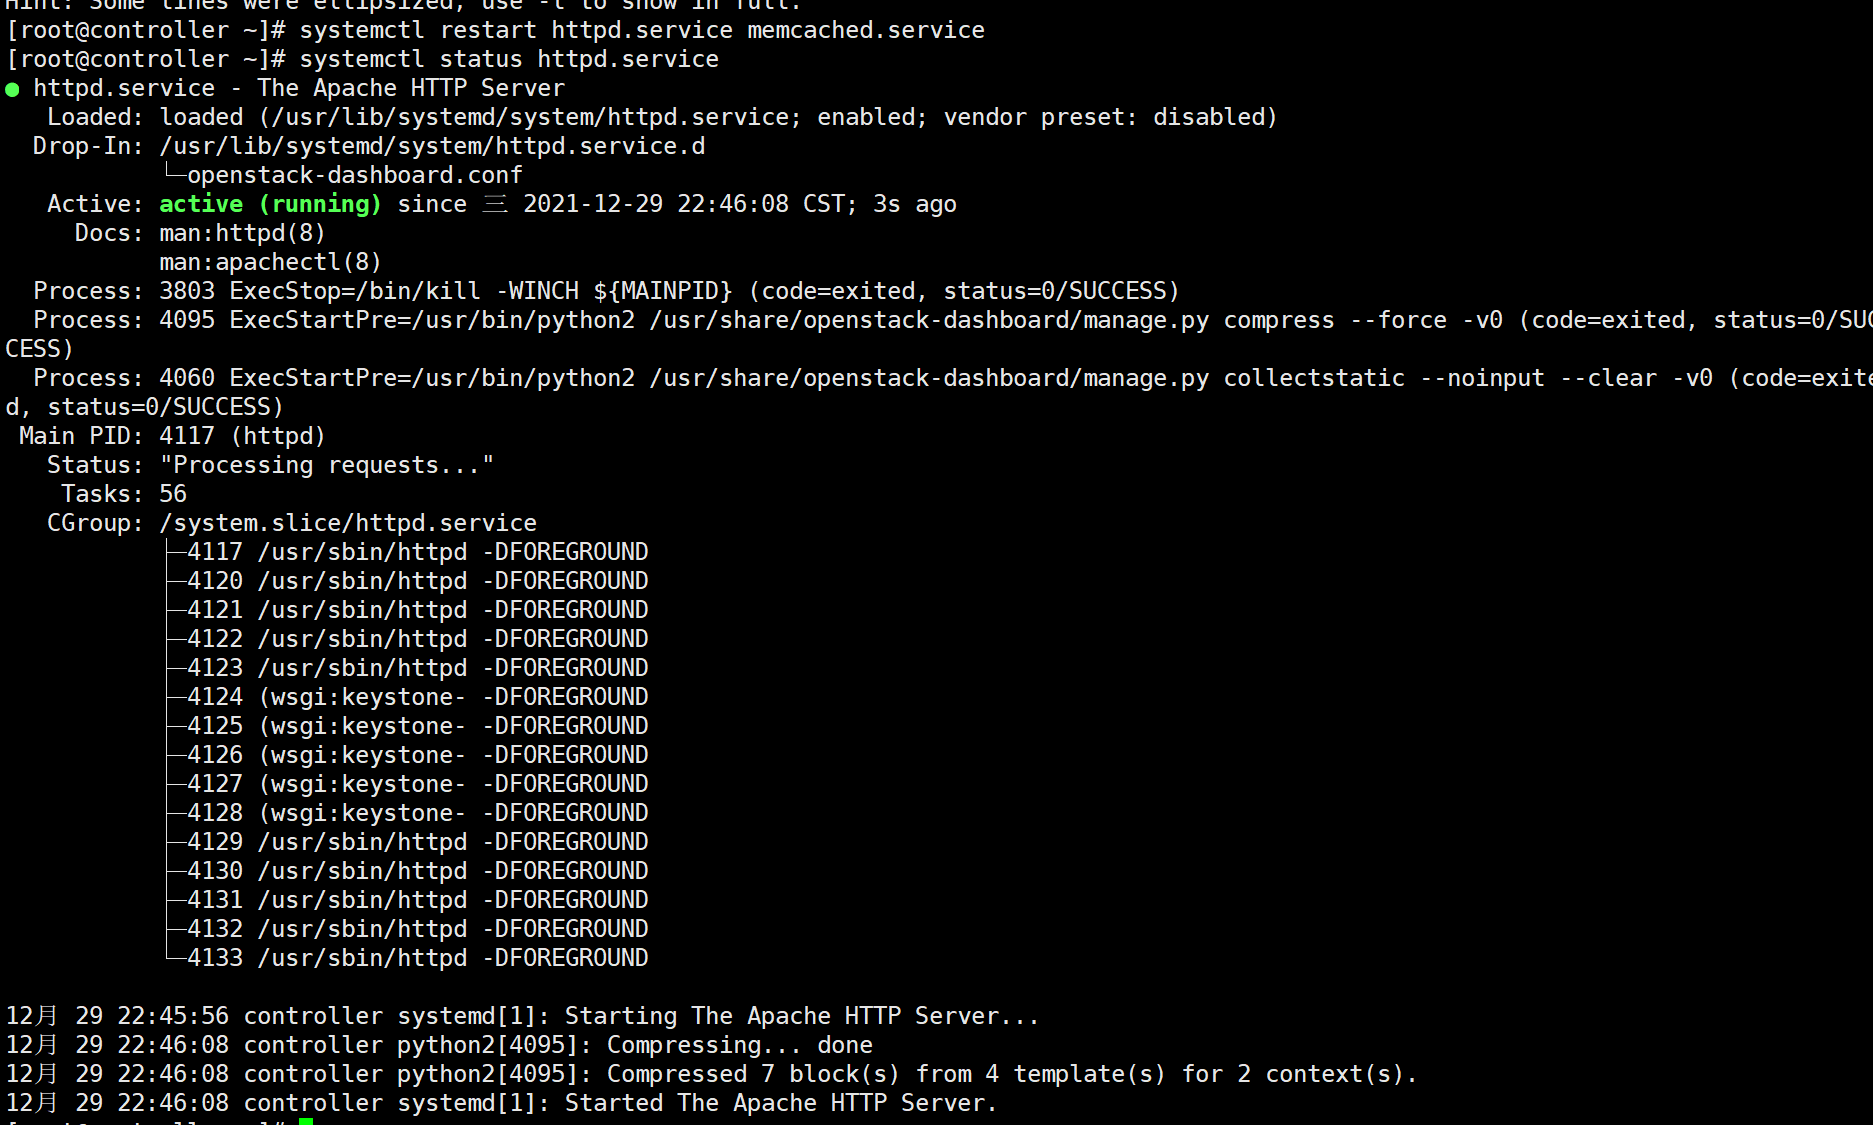 Hint: Some lines were ellipsized, use -l to show in full.
[root@controller ~]# systemctl restart httpd.service memcached.service
[root@controller ~]# systemctl status httpd.service
● httpd.service - The Apache HTTP Server
   Loaded: loaded (/usr/lib/systemd/system/httpd.service; enabled; vendor preset: disabled)
  Drop-In: /usr/lib/systemd/system/httpd.service.d
           └─openstack-dashboard.conf
   Active: active (running) since 三 2021-12-29 22:46:08 CST; 3s ago
     Docs: man:httpd(8)
           man:apachectl(8)
  Process: 3803 ExecStop=/bin/kill -WINCH ${MAINPID} (code=exited, status=0/SUCCESS)
  Process: 4095 ExecStartPre=/usr/bin/python2 /usr/share/openstack-dashboard/manage.py compress --force -v0 (code=exited, status=0/SUC
CESS)
  Process: 4060 ExecStartPre=/usr/bin/python2 /usr/share/openstack-dashboard/manage.py collectstatic --noinput --clear -v0 (code=exite
d, status=0/SUCCESS)
 Main PID: 4117 (httpd)
   Status: "Processing requests..."
    Tasks: 56
   CGroup: /system.slice/httpd.service
           ├─4117 /usr/sbin/httpd -DFOREGROUND
           ├─4120 /usr/sbin/httpd -DFOREGROUND
           ├─4121 /usr/sbin/httpd -DFOREGROUND
           ├─4122 /usr/sbin/httpd -DFOREGROUND
           ├─4123 /usr/sbin/httpd -DFOREGROUND
           ├─4124 (wsgi:keystone- -DFOREGROUND
           ├─4125 (wsgi:keystone- -DFOREGROUND
           ├─4126 (wsgi:keystone- -DFOREGROUND
           ├─4127 (wsgi:keystone- -DFOREGROUND
           ├─4128 (wsgi:keystone- -DFOREGROUND
           ├─4129 /usr/sbin/httpd -DFOREGROUND
           ├─4130 /usr/sbin/httpd -DFOREGROUND
           ├─4131 /usr/sbin/httpd -DFOREGROUND
           ├─4132 /usr/sbin/httpd -DFOREGROUND
           └─4133 /usr/sbin/httpd -DFOREGROUND

12月 29 22:45:56 controller systemd[1]: Starting The Apache HTTP Server...
12月 29 22:46:08 controller python2[4095]: Compressing... done
12月 29 22:46:08 controller python2[4095]: Compressed 7 block(s) from 4 template(s) for 2 context(s).
12月 29 22:46:08 controller systemd[1]: Started The Apache HTTP Server.